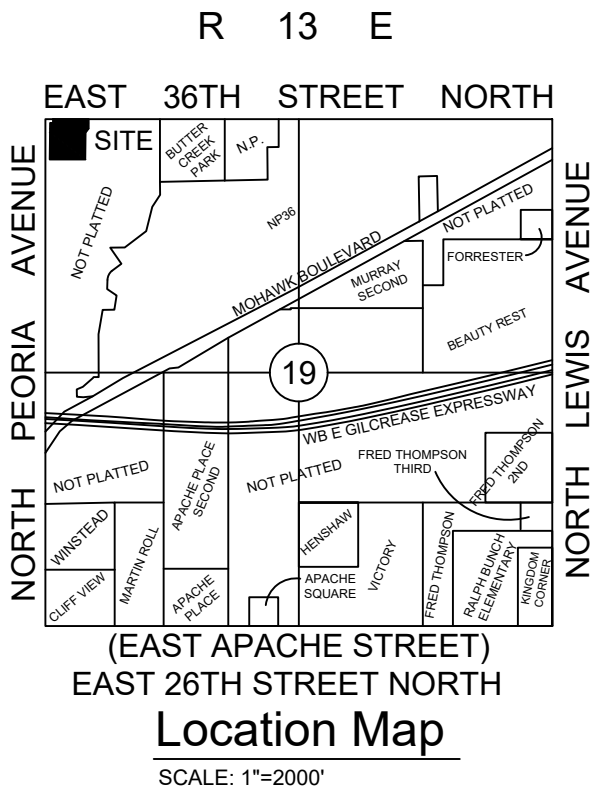 R 13 E
EAST 36TH STREET NORTH
NORTH PEORIA AVENUE
NORTH LEWIS AVENUE
SITE
BUTTER
CREEK
PARK
N.P.
NOT PLATTED
NP36
MOHAWK BOULEVARD
NOT PLATTED
FORRESTER
MURRAY
SECOND
BEAUTY REST
19
WB E GILCREASE EXPRESSWAY
FRED THOMPSON
THIRD
FRED THOMPSON
2ND
NOT PLATTED
APACHE PLACE
SECOND
NOT PLATTED
WINSTEAD
MARTIN ROLL
HENSHAW
VICTORY
FRED THOMPSON
RALPH BUNCH
ELEMENTARY
KINGDOM
CORNER
CLIFF VIEW
APACHE
PLACE
APACHE
SQUARE
(EAST APACHE STREET)
EAST 26TH STREET NORTH
Location Map
SCALE: 1"=2000'